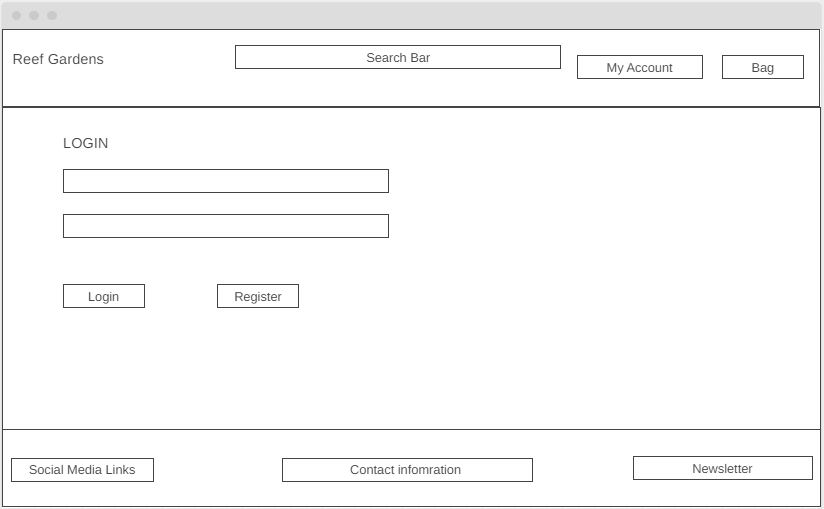 Reef Gardens
Search Bar
My Account
Bag
LOGIN
Login
Register
Social Media Links
Contact infomration
Newsletter